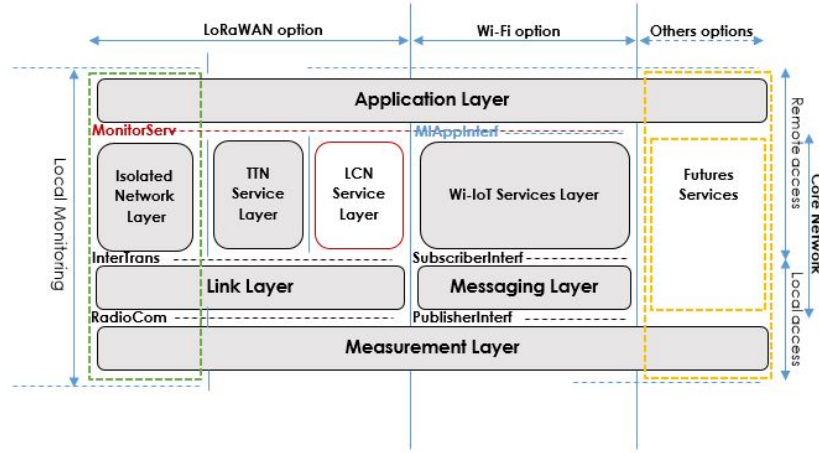 LoRaWAN option
Wi-Fi option
Others options
Application Layer
MonitorServ
MIAppInterf
Isolated
Network
Layer
TTN
Service
Layer
LCN
Service
Layer
Wi-IoT Services Layer
Futures
Services
InterTrans
SubscriberInterf
Link Layer
Messaging Layer
RadioCom
PublisherInterf
Measurement Layer
Local Monitoring
Remote access
Core Network
Local access